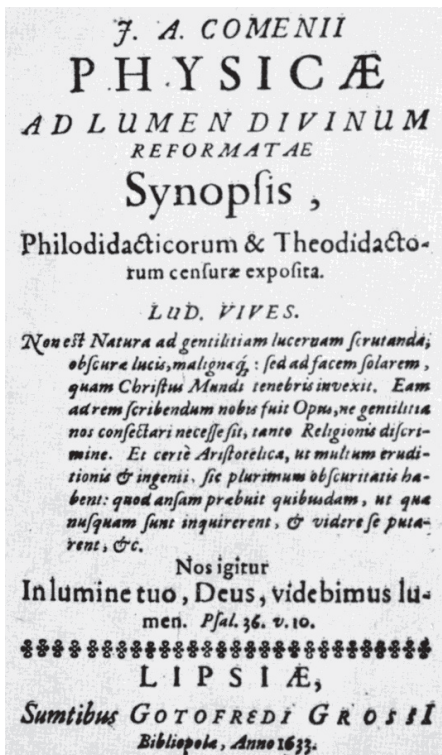 J. A. COMENII
PHYSICÆ
AD LUMEN DIVINUM
REFORMATAE
Synopſis ,
Philodidacticorum & Theodidacto-
rum cenſuræ expoſita.
LUD. VIVES.
Non est Natura ad gentilitiam lucernam ſcrutanda,
obſcuræ lucis, malignæq́; : ſed ad facem ſolarem ,
quam Chriſtus Mundi tenebris invexit. Eam
ad rem ſcribendum nobis fuit Opus, ne gentilitia
nos conſectari neceſſe ſit, tanto Religionis diſcri-
mine. Et certè Ariſtotelica, ut multum erudi-
tionis & ingenii, ſic plurimum obſcuritatis ha-
bent: quod anſam præbuit quibusdam, ut quæ
nuſquam ſunt inquirerent, & videre ſe puta-
rent, &c.
Nos igitur
In lumine tuo, Deus, videbimus lu-
men. Pſal. 36. v. 10.
LIPSIÆ,
Sumtibus GOTOFREDI GROSSI
Bibliopolæ, Anno 1633.